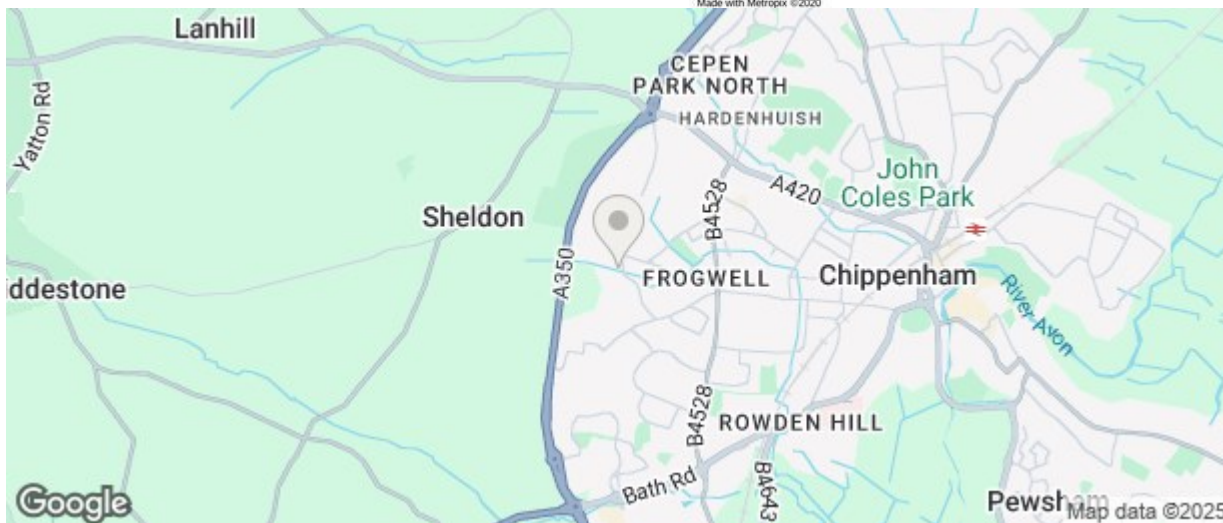 Made with Metropix ©2020
Lanhill
Yatton Rd
CEPEN
PARK NORTH
HARDENHUISH
John
Coles Park
A420
B4528
Sheldon
A350
FROGWELL
Chippenham
iddestone
River Avon
ROWDEN HILL
B4528
Bath Rd
B4643
Pewsham
Google
Map data ©2025